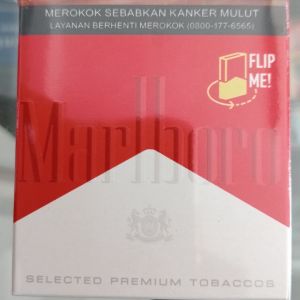 MEROKOK SEBABKAN KANKER MULUT
LAYANAN BERHENTI MEROKOK (0800-177-6565)
FLIP
ME!
Marlboro
SELECTED PREMIUM TOBACCOS